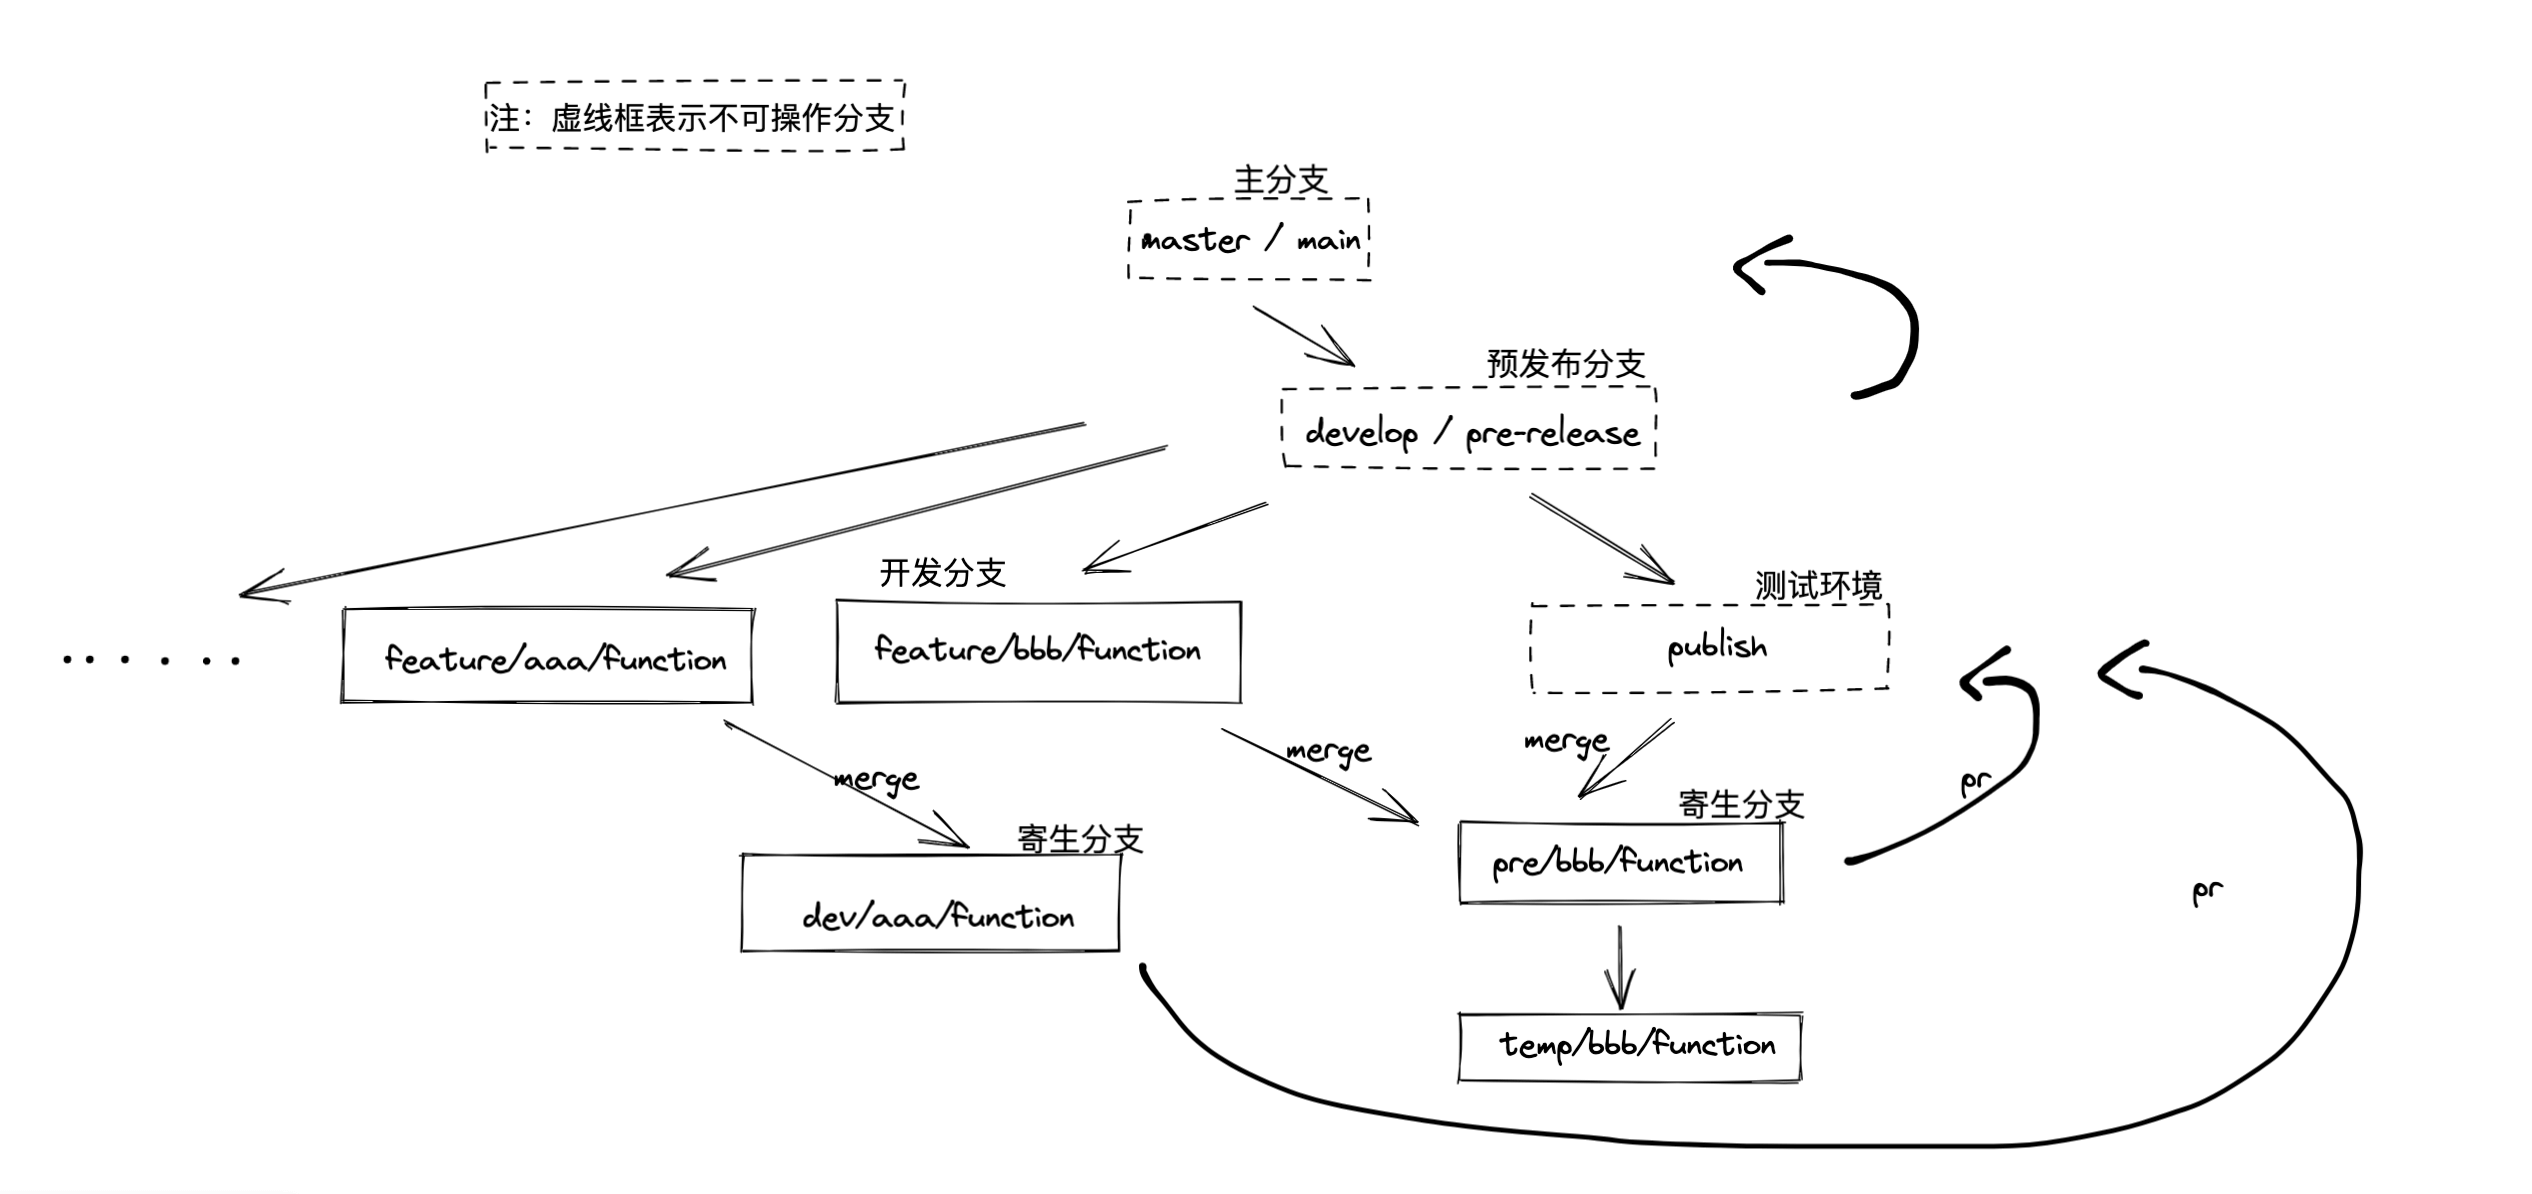 注：虚线框表示不可操作分支
主分支
master / main
预发布分支
develop / pre-release
开发分支
测试环境
feature/aaa/function
feature/bbb/function
publish
merge
merge
merge
pr
寄生分支
寄生分支
pre/bbb/function
pr
dev/aaa/function
temp/bbb/function